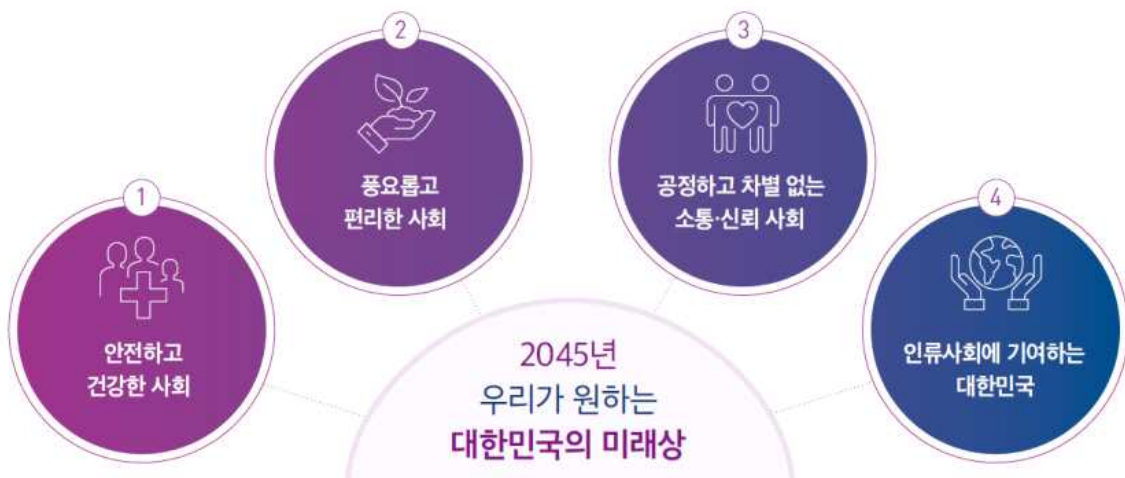 1
안전하고
건강한 사회
2
풍요롭고
편리한 사회
3
공정하고 차별 없는
소통·신뢰 사회
4
인류사회에 기여하는
대한민국
2045년
우리가 원하는
대한민국의 미래상